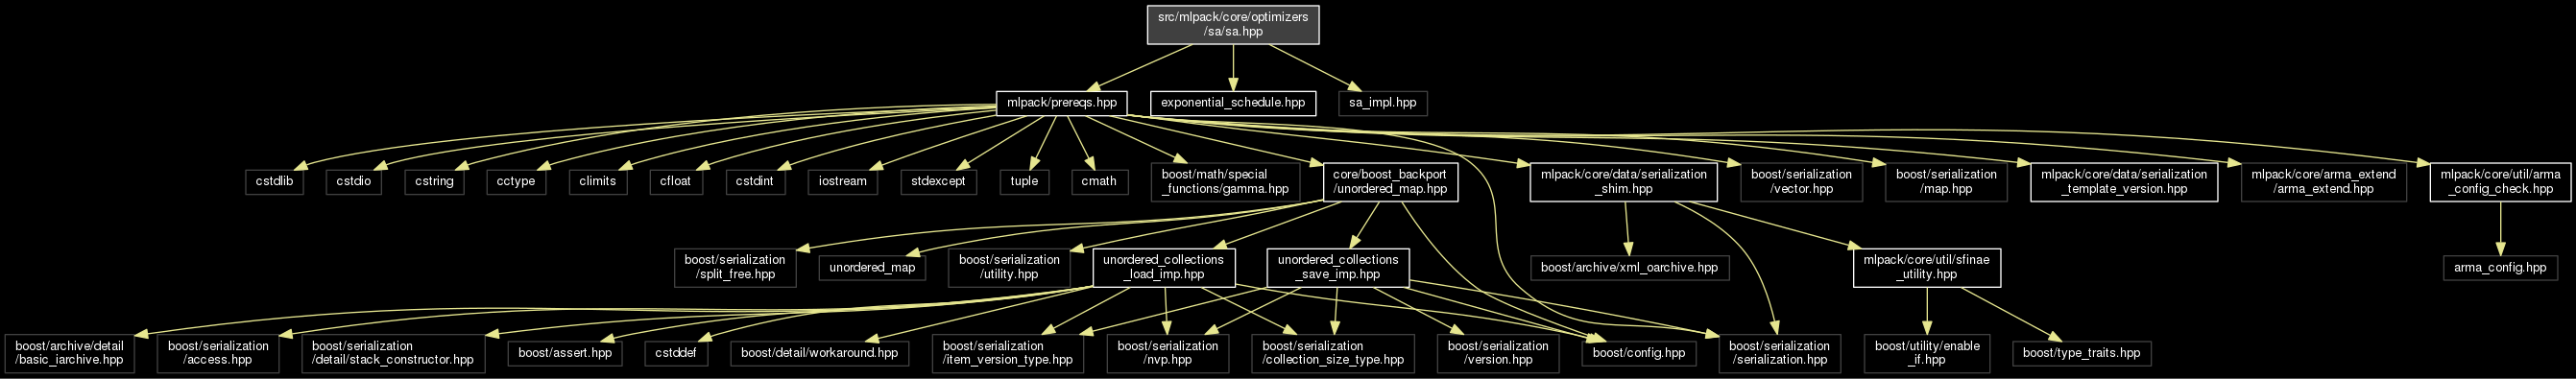 src/mlpack/core/optimizers
/sa/sa.hpp
mlpack/prereqs.hpp
exponential_schedule.hpp
sa_impl.hpp
cstdlib
cstdio
cstring
cctype
climits
cfloat
cstdint
iostream
stdexcept
tuple
cmath
boost/math/special
_functions/gamma.hpp
core/boost_backport
/unordered_map.hpp
mlpack/core/data/serialization
_shim.hpp
boost/serialization
/vector.hpp
boost/serialization
/map.hpp
mlpack/core/data/serialization
_template_version.hpp
mlpack/core/arma_extend
/arma_extend.hpp
mlpack/core/util/arma
_config_check.hpp
boost/serialization
/split_free.hpp
unordered_map
boost/serialization
/utility.hpp
unordered_collections
_load_imp.hpp
unordered_collections
_save_imp.hpp
boost/archive/xml_oarchive.hpp
mlpack/core/util/sfinae
_utility.hpp
arma_config.hpp
boost/archive/detail
/basic_iarchive.hpp
boost/serialization
/access.hpp
boost/serialization
/detail/stack_constructor.hpp
boost/assert.hpp
cstddef
boost/detail/workaround.hpp
boost/serialization
/item_version_type.hpp
boost/serialization
/nvp.hpp
boost/serialization
/collection_size_type.hpp
boost/serialization
/version.hpp
boost/config.hpp
boost/serialization
/serialization.hpp
boost/utility/enable
_if.hpp
boost/type_traits.hpp